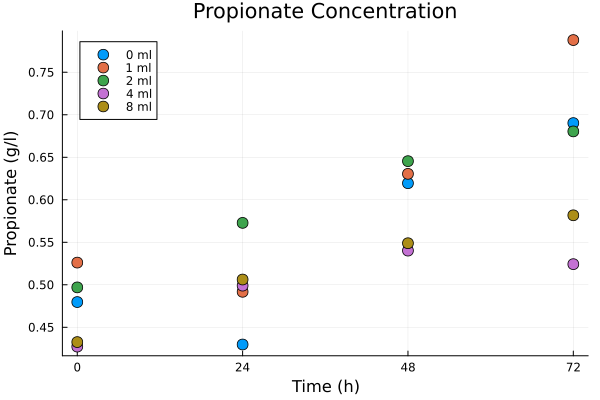 Propionate Concentration
0 ml
1 ml
2 ml
4 ml
8 ml
Propionate (g/l)
0.75
0.70
0.65
0.60
0.55
0.50
0.45
0 24 48 72
Time (h)